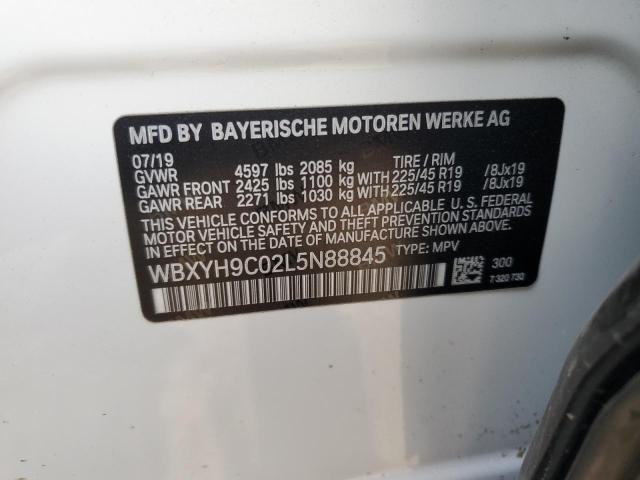 MFD BY BAYERISCHE MOTOREN WERKE AG
07/19
GVWR 4597 lbs 2085 kg TIRE / RIM
GAWR FRONT 2425 lbs 1100 kg WITH 225/45 R19 /8Jx19
GAWR REAR 2271 lbs 1030 kg WITH 225/45 R19 /8Jx19
THIS VEHICLE CONFORMS TO ALL APPLICABLE U. S. FEDERAL
MOTOR VEHICLE SAFETY AND THEFT PREVENTION STANDARDS
IN EFFECT ON THE DATE OF MANUFACTURE SHOWN ABOVE.
WBXYH9C02L5N88845 TYPE: MPV
300
7 320 730